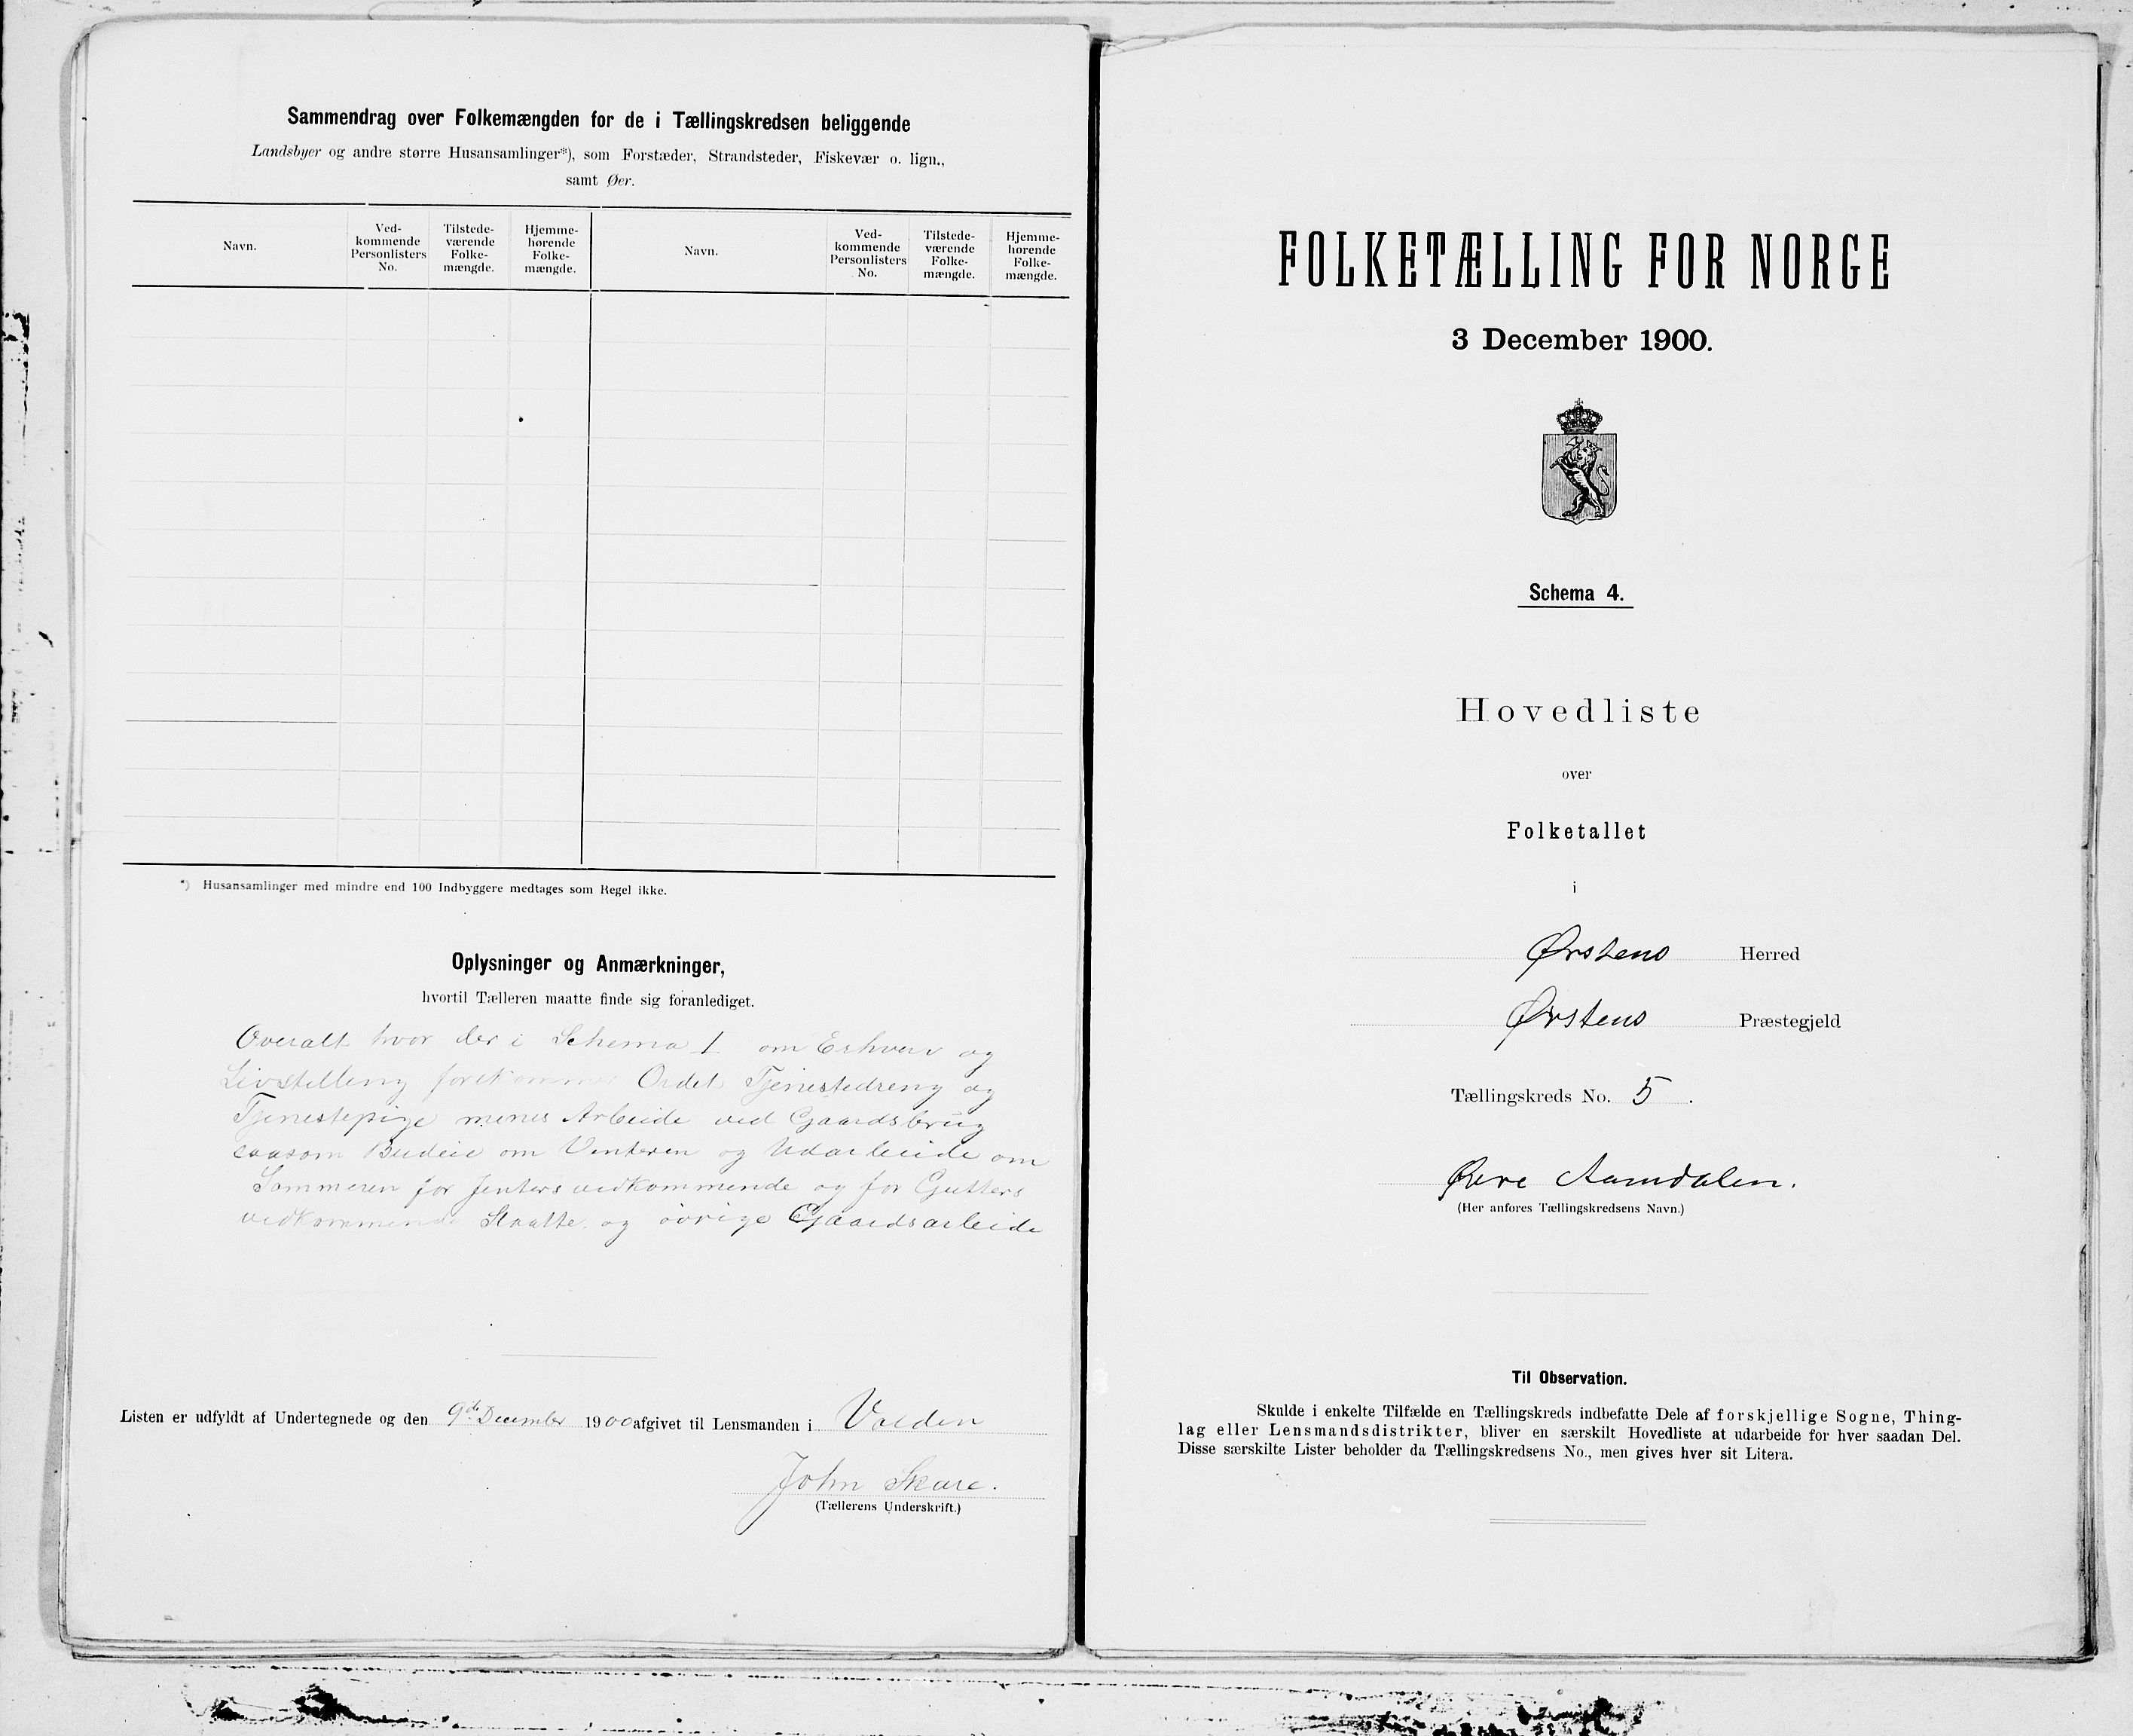 Sammendrag over Folkemængden for de i Tællingskredsen beliggende
Landsbyer og andre større Husansamlinger*), som Forstæder, Strandsteder, Fiskevær o. lign.,
samt Øer.
Navn.
Ved-
kommende
Personlisters
No.
Tilstede-
værende
Folke-
mængde.
Hjemme-
hørende
Folke-
mængde.
Navn.
Ved-
kommende
Personlisters
No.
Tilstede-
værende
Folke-
mængde.
Hjemme-
hørende
Folke-
mængde.
*) Husansamlinger med mindre end 100 Indbyggere medtages som Regel ikke.
Oplysninger og Anmærkninger,
hvortil Tælleren maatte finde sig foranlediget.
Overalt hvor der i Schema 1 om Erhverv og
Livstilling forekommer Ordet Tjenestedreng og
Tjenestepige menes Arbeide ved Gaardsbrug
saasom Budeie om Vinteren og Udarbeide om
Sommeren for Jenters vedkommende og for Gutters
vedkommende Slaatte og øvrige Gaardsarbeide
Listen er udfyldt af Undertegnede og den 9de December 1900 afgivet til Lensmanden i Volden
John Skare.
(Tællerens Underskrift.)
FOLKETÆLLING FOR NORGE
3 December 1900.
Schema 4.
Hovedliste
over
Folketallet
i
Ørstens Herred
Ørstens Præstegjeld
Tællingskreds No. 5.
Øvre Aamdalen.
(Her anføres Tællingskredsens Navn.)
Til Observation.
Skulde i enkelte Tilfælde en Tællingskreds indbefatte Dele af forskjellige Sogne, Thing-
lag eller Lensmandsdistrikter, bliver en særskilt Hovedliste at udarbeide for hver saadan Del.
Disse særskilte Lister beholder da Tællingskredsens No., men gives hver sit Litera.